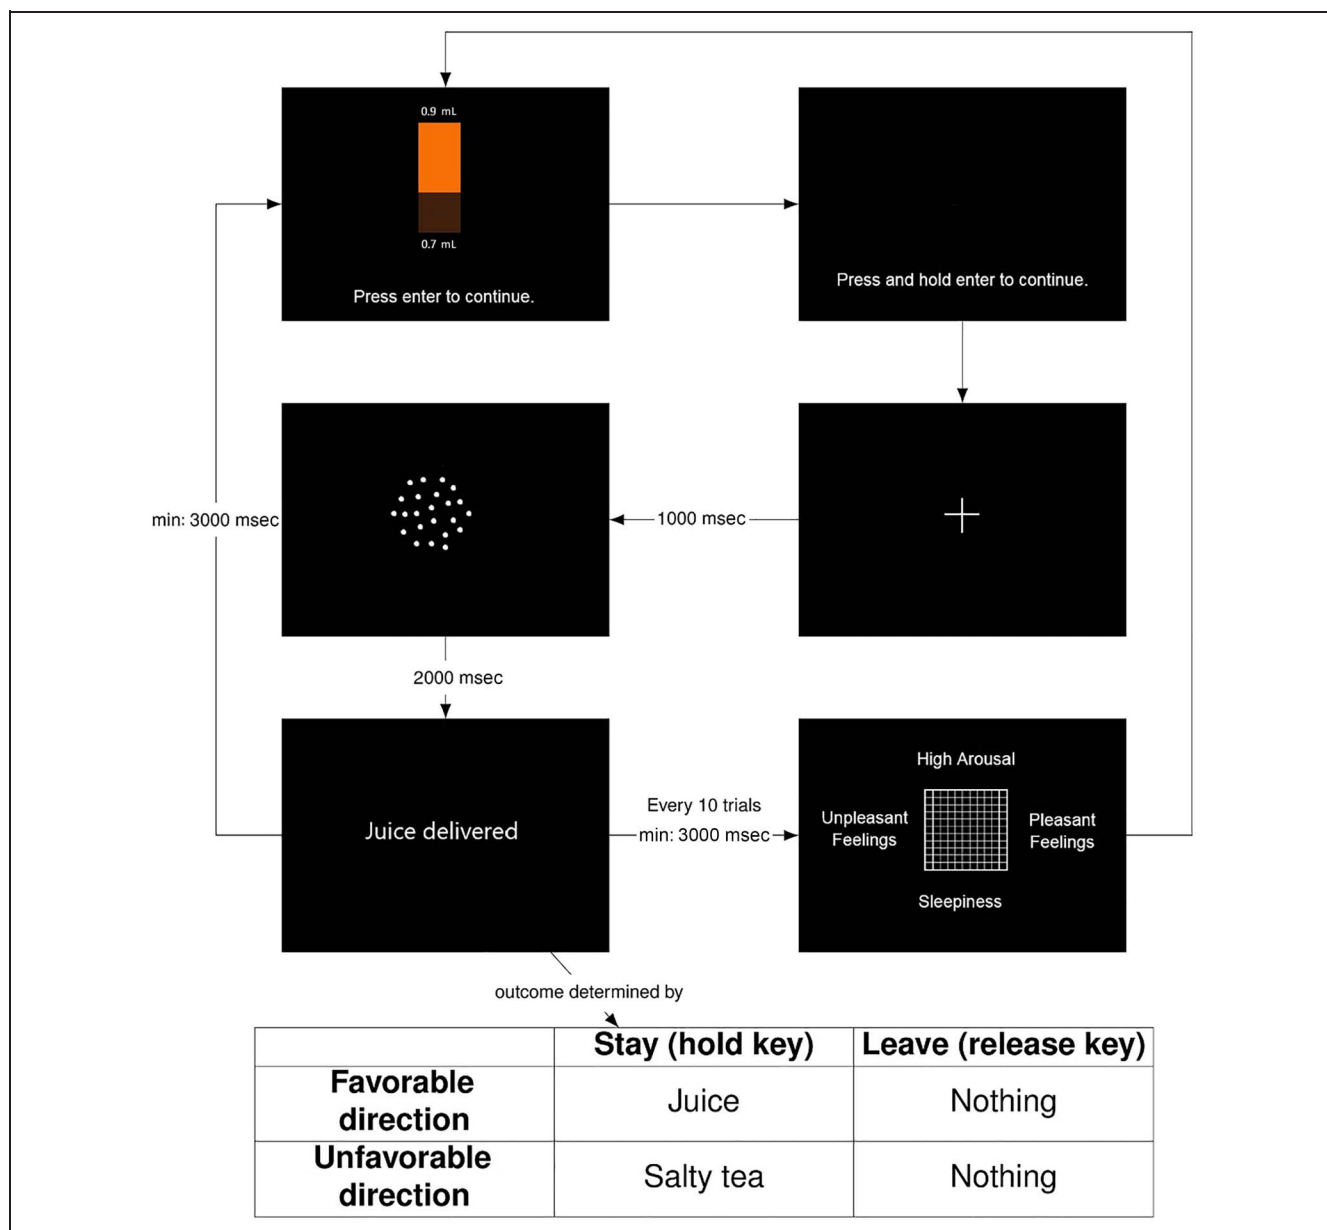 0.9 mL
0.7 mL
Press enter to continue.
Press and hold enter to continue.
min: 3000 msec
1000 msec
2000 msec
Juice delivered
Every 10 trials
min: 3000 msec
High Arousal
Unpleasant
Feelings
Pleasant
Feelings
Sleepiness
outcome determined by
Stay (hold key)
Leave (release key)
Favorable
direction
Juice
Nothing
Unfavorable
direction
Salty tea
Nothing